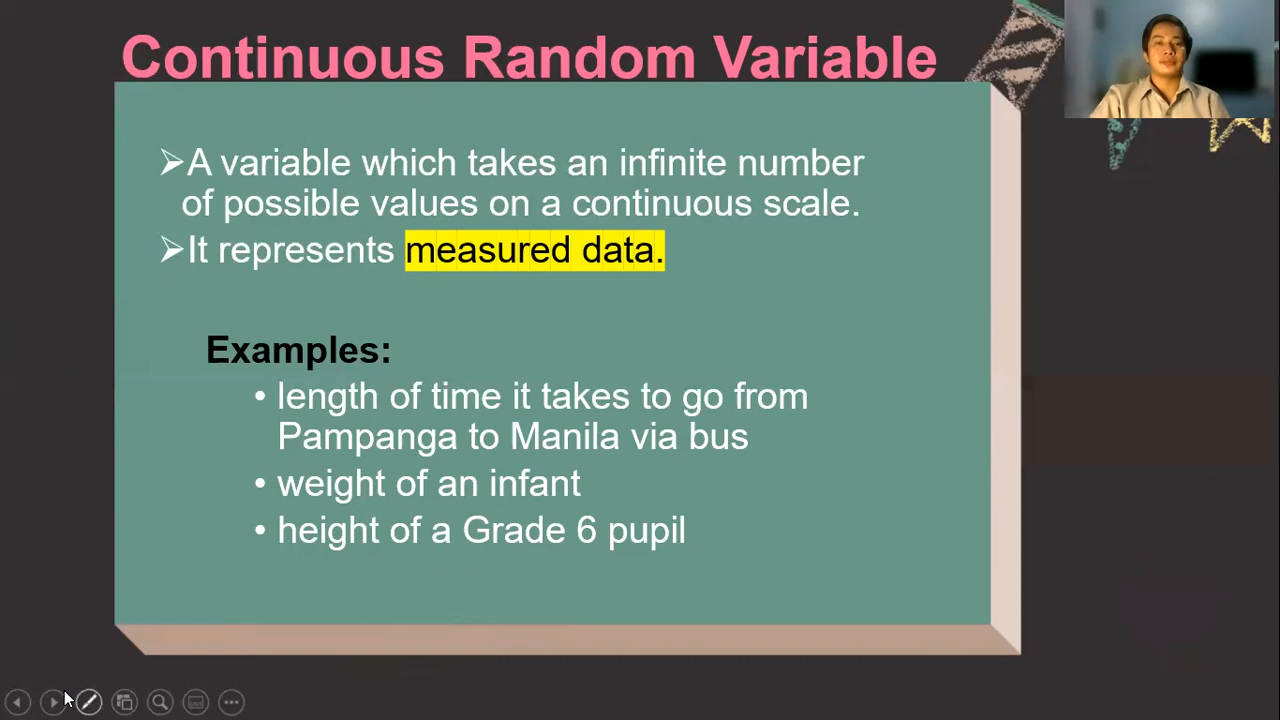 Continuous Random Variable
➢A variable which takes an infinite number
of possible values on a continuous scale.
➢It represents measured data.
Examples:
• length of time it takes to go from
Pampanga to Manila via bus
• weight of an infant
• height of a Grade 6 pupil